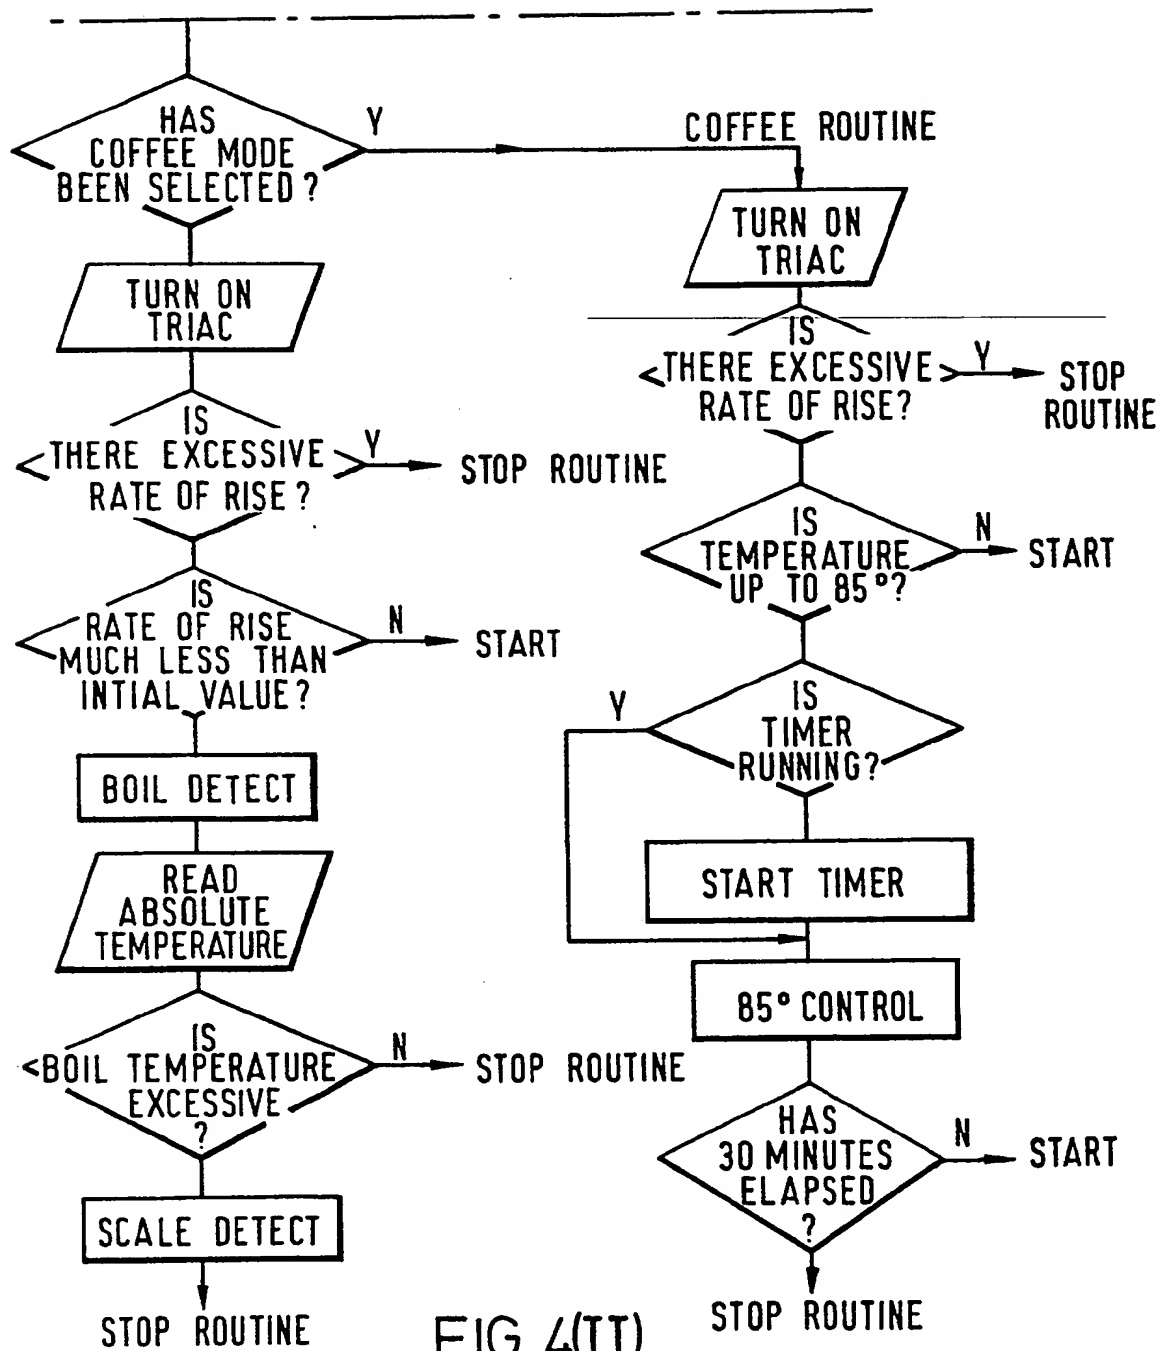 HAS
COFFEE MODE
BEEN SELECTED?
Y
TURN ON
TRIAC
IS
THERE EXCESSIVE
RATE OF RISE?
Y
STOP ROUTINE
IS
RATE OF RISE
MUCH LESS THAN
INTIAL VALUE?
N
START
BOIL DETECT
READ
ABSOLUTE
TEMPERATURE
IS
BOIL TEMPERATURE
EXCESSIVE
?
N
STOP ROUTINE
SCALE DETECT
STOP ROUTINE
COFFEE ROUTINE
TURN ON
TRIAC
IS
THERE EXCESSIVE
RATE OF RISE?
Y
STOP
ROUTINE
IS
TEMPERATURE
UP TO 85°?
N
START
IS
TIMER
RUNNING?
Y
START TIMER
85° CONTROL
HAS
30 MINUTES
ELAPSED
?
N
START
STOP ROUTINE
FIG 4(II)